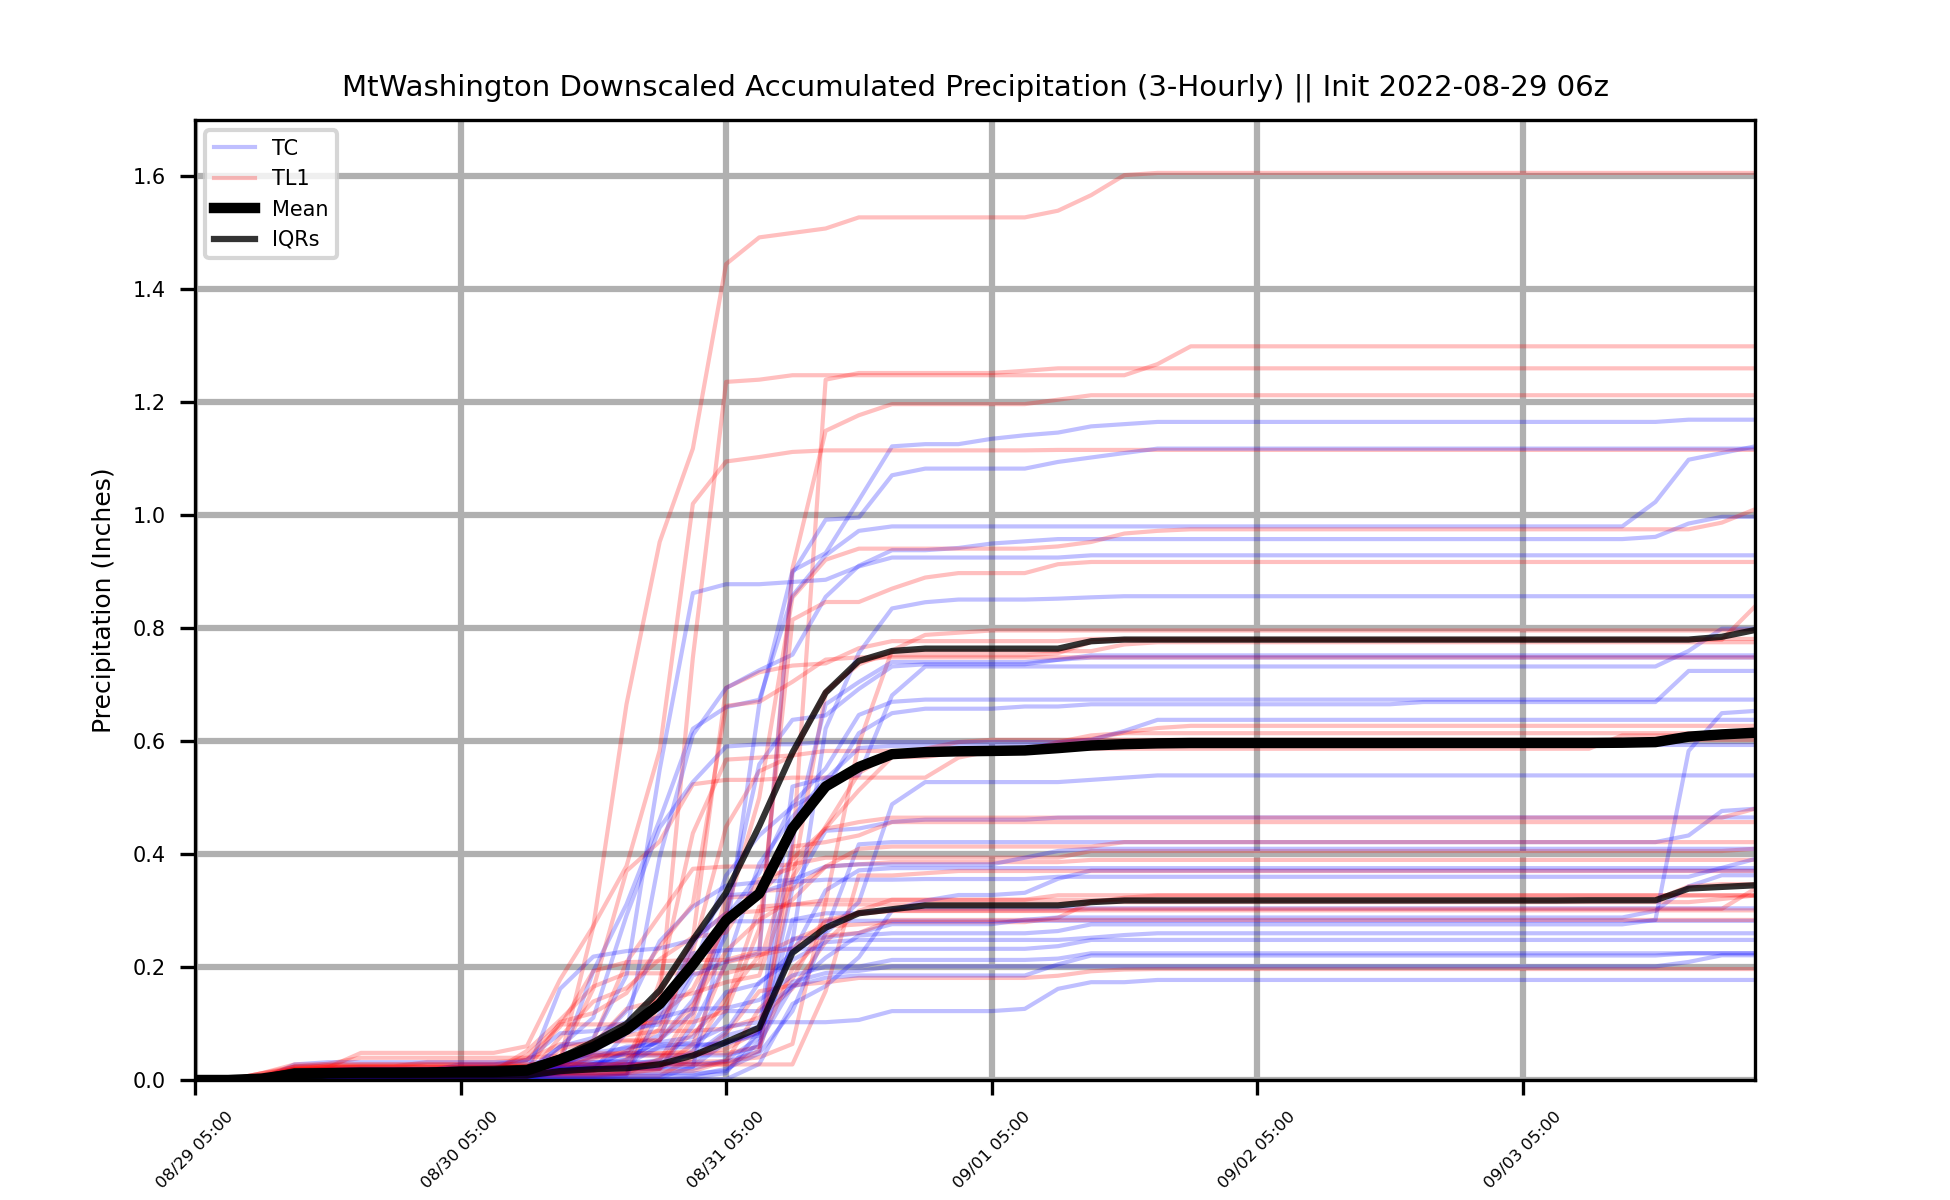 MtWashington Downscaled Accumulated Precipitation (3-Hourly) || Init 2022-08-29 06z
TC
TL1
Mean
IQRs
Precipitation (Inches)
1.6
1.4
1.2
1.0
0.8
0.6
0.4
0.2
0.0
08/29 05:00
08/30 05:00
08/31 05:00
09/01 05:00
09/02 05:00
09/03 05:00